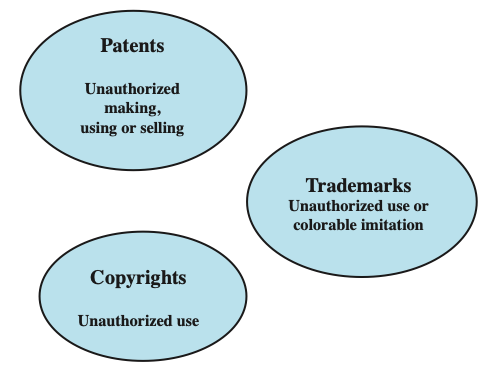 Patents
Unauthorized
making,
using or selling
Trademarks
Unauthorized use or
colorable imitation
Copyrights
Unauthorized use